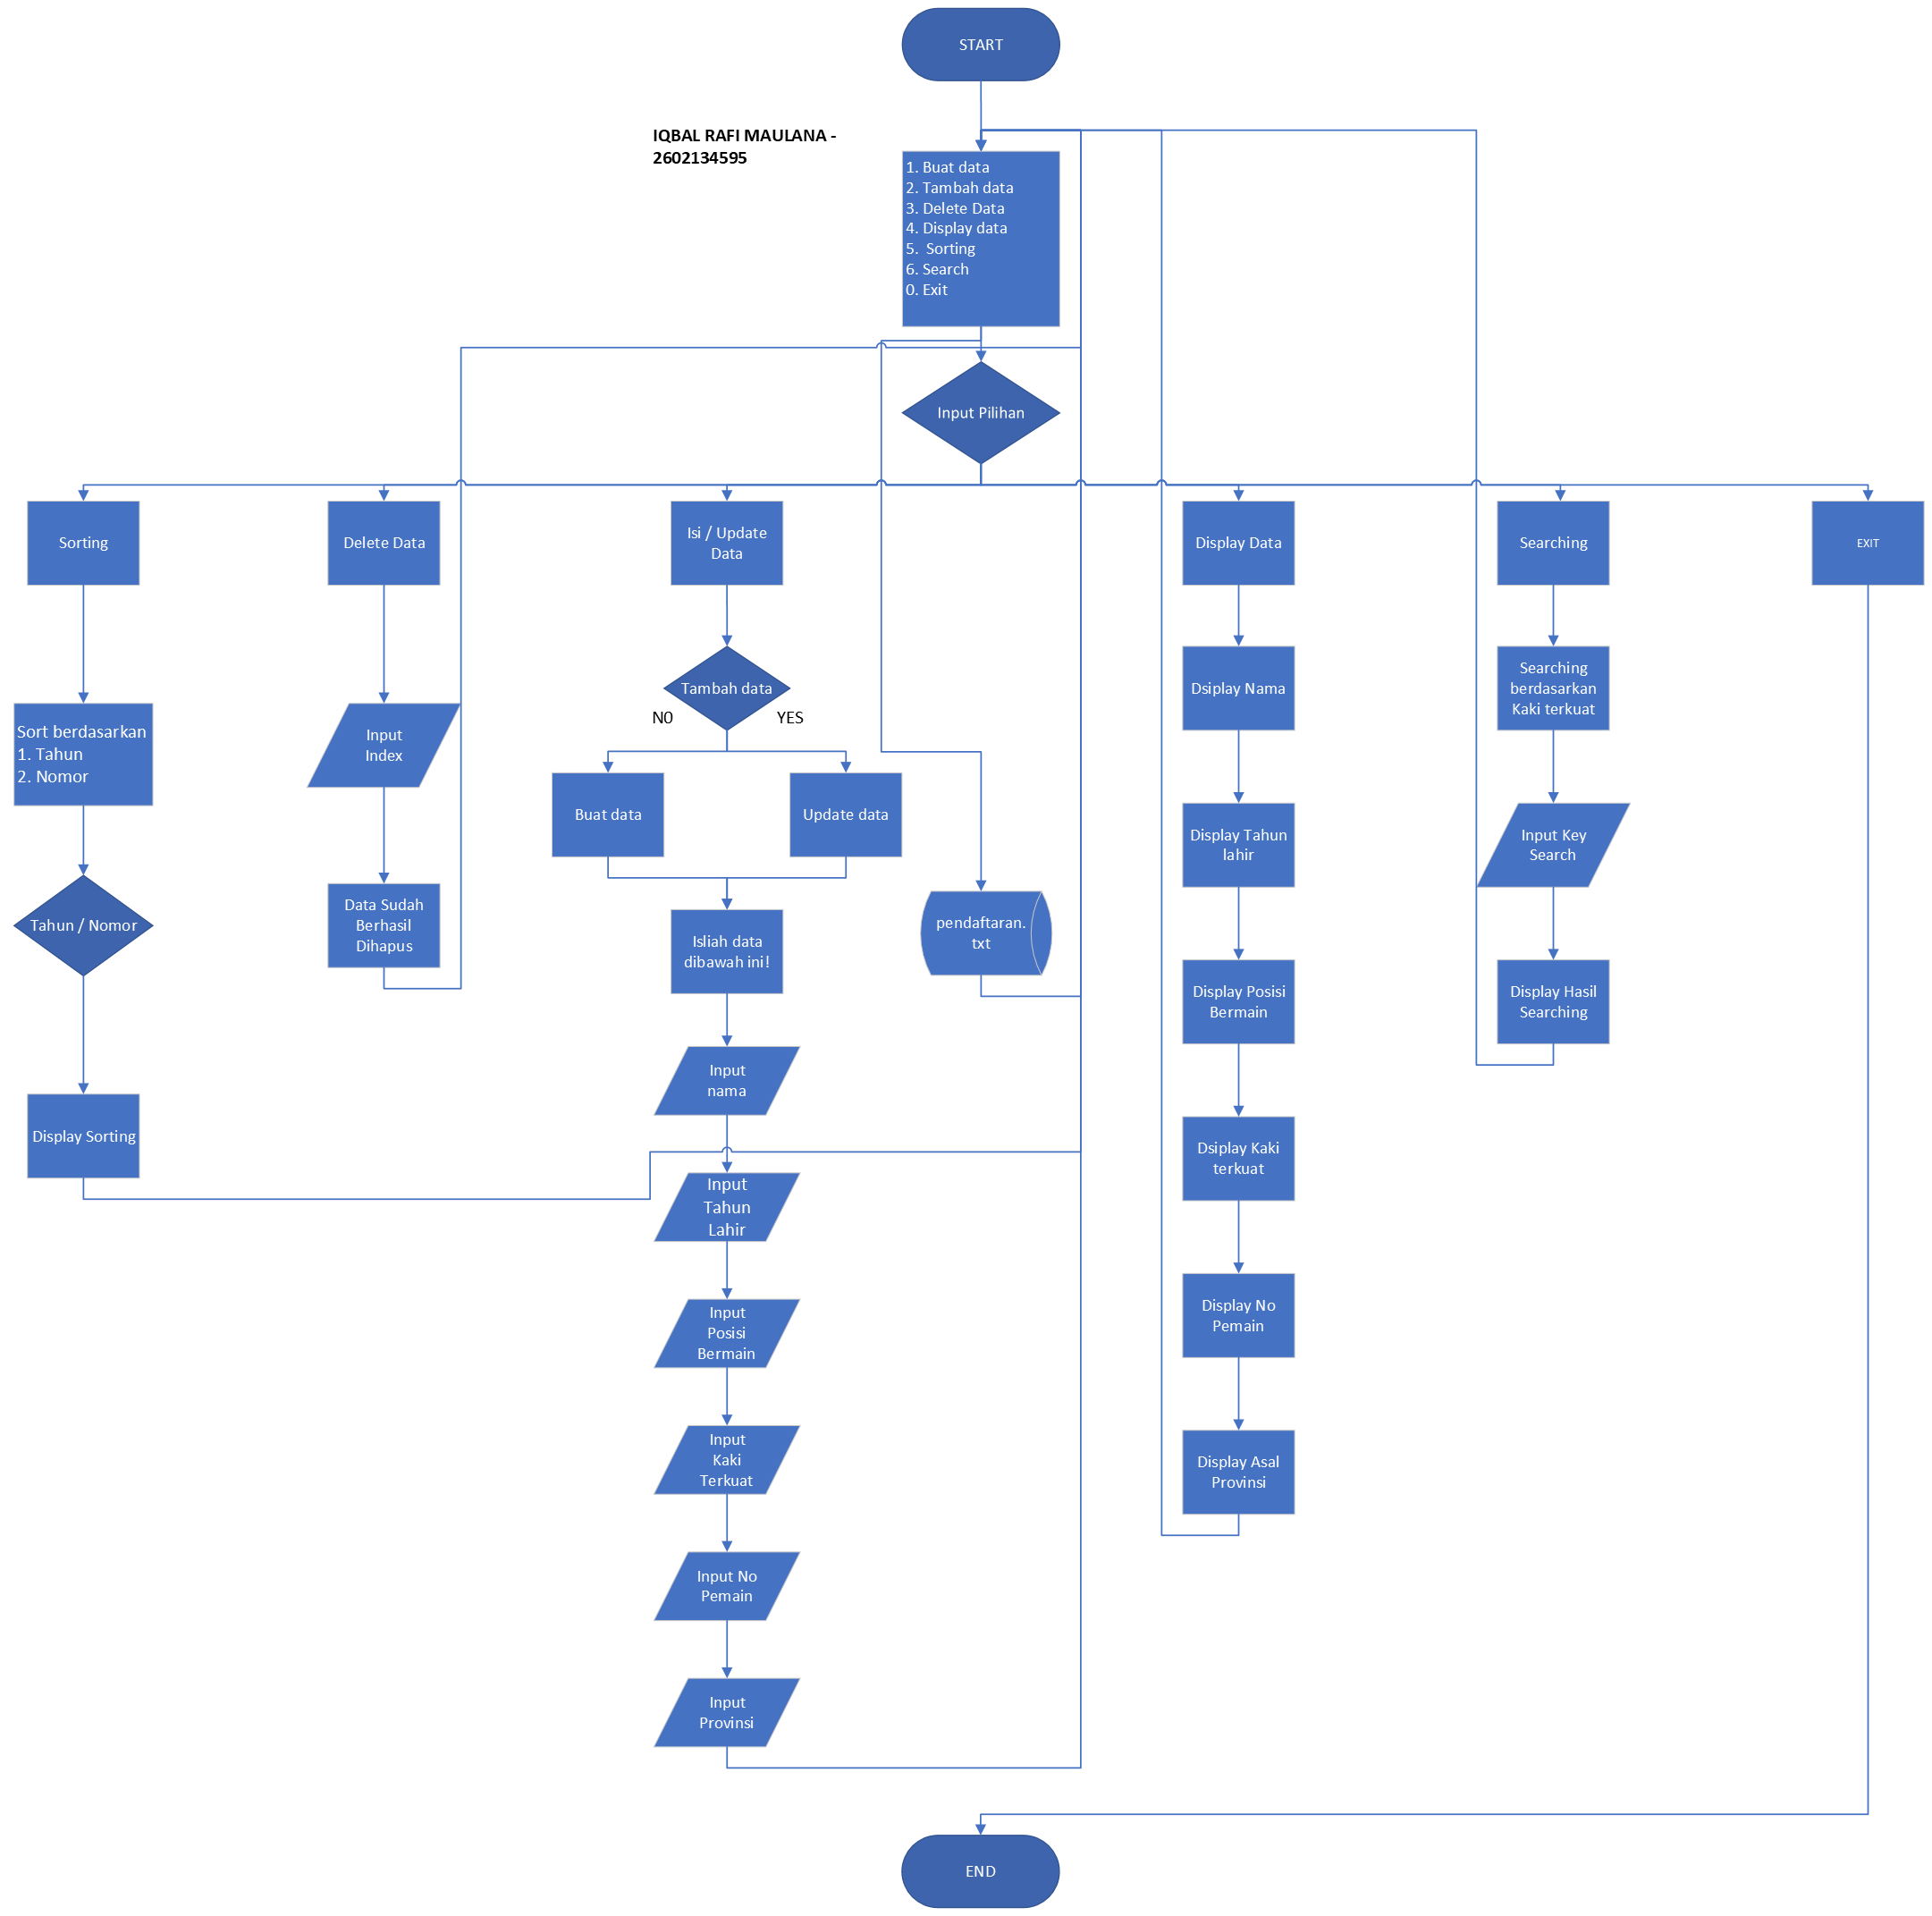 START
IQBAL RAFI MAULANA -
2602134595
1. Buat data
2. Tambah data
3. Delete Data
4. Display data
5.  Sorting
6. Search
0. Exit
Input Pilihan
Sorting
Delete Data
Isi / Update
Data
Display Data
Searching
EXIT
Sort berdasarkan
1. Tahun
2. Nomor
Tahun / Nomor
Display Sorting
Input
Index
Data Sudah
Berhasil
Dihapus
Tambah data
N0
YES
Buat data
Update data
Isliah data
dibawah ini!
Input
nama
Input
Tahun
Lahir
Input
Posisi
Bermain
Input
Kaki
Terkuat
Input No
Pemain
Input
Provinsi
pendaftaran.
txt
Dsiplay Nama
Display Tahun
lahir
Display Posisi
Bermain
Dsiplay Kaki
terkuat
Display No
Pemain
Display Asal
Provinsi
Searching
berdasarkan
Kaki terkuat
Input Key
Search
Display Hasil
Searching
END